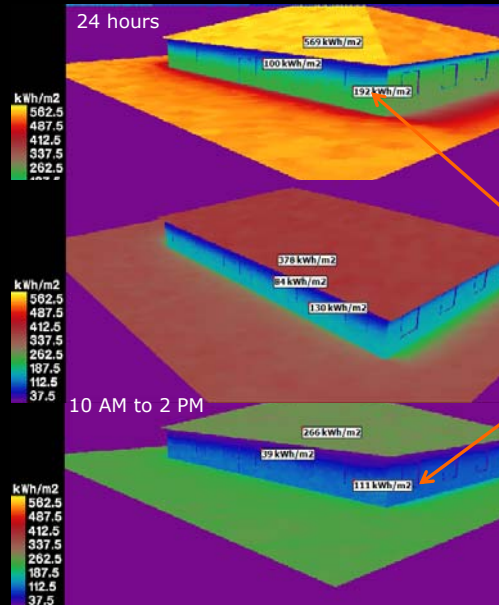 24 hours
569 kWh/m2
100 kWh/m2
192 kWh/m2
kWh/m2
562.5
487.5
412.5
337.5
262.5
187.5
378 kWh/m2
84 kWh/m2
130 kWh/m2
kWh/m2
562.5
487.5
412.5
337.5
262.5
187.5
112.5
37.5
10 AM to 2 PM
266 kWh/m2
39 kWh/m2
111 kWh/m2
kWh/m2
562.5
487.5
412.5
337.5
262.5
187.5
112.5
37.5